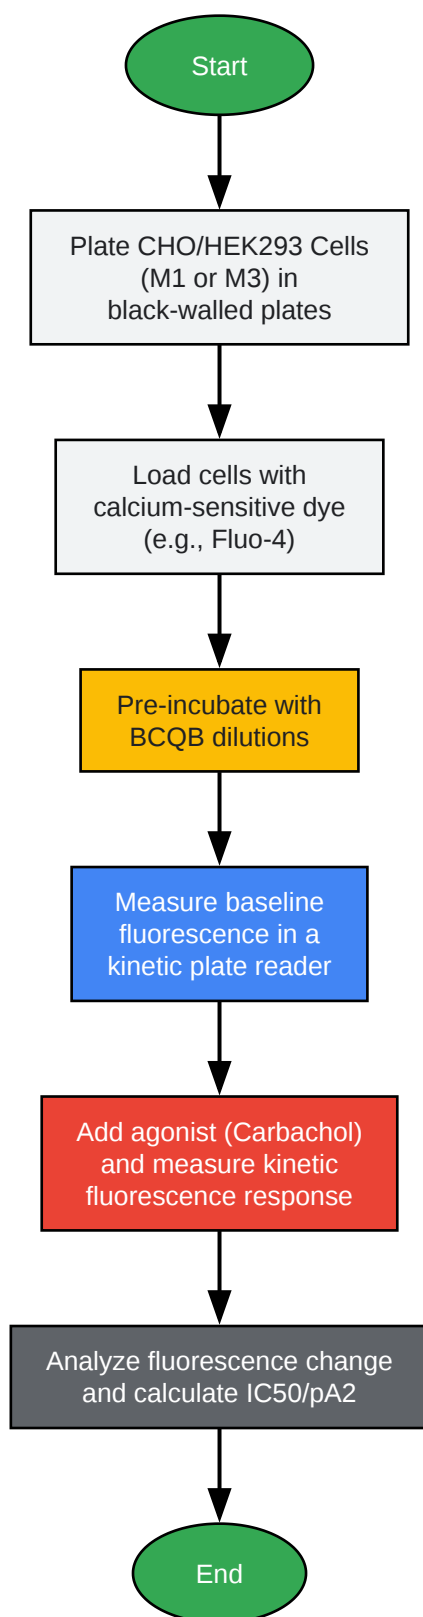 Start
Plate CHO/HEK293 Cells
(M1 or M3) in
black-walled plates
Load cells with
calcium-sensitive dye
(e.g., Fluo-4)
Pre-incubate with
BCQB dilutions
Measure baseline
fluorescence in a
kinetic plate reader
Add agonist (Carbachol)
and measure kinetic
fluorescence response
Analyze fluorescence change
and calculate IC50/pA2
End